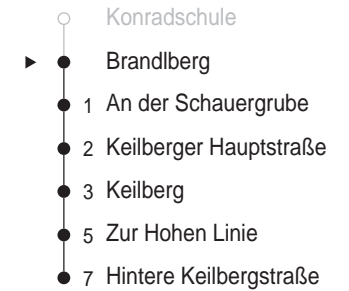 Konradschule
Brandlberg
1 An der Schauergrube
2 Keilberger Hauptstraße
3 Keilberg
5 Zur Hohen Linie
7 Hintere Keilbergstraße